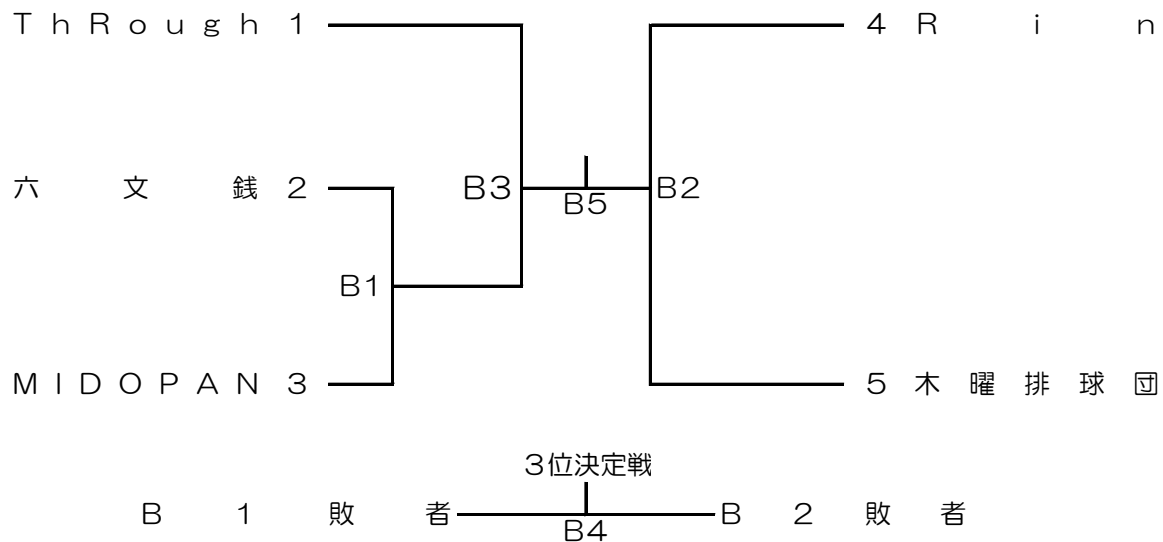 ＴｈＲｏｕｇｈ 1 4 Ｒｉｎ
六文銭 2 B3 B5 B2
B1
ＭＩＤＯＰＡＮ 3 5 木曜排球団
3位決定戦
B1敗者 B4 B2敗者